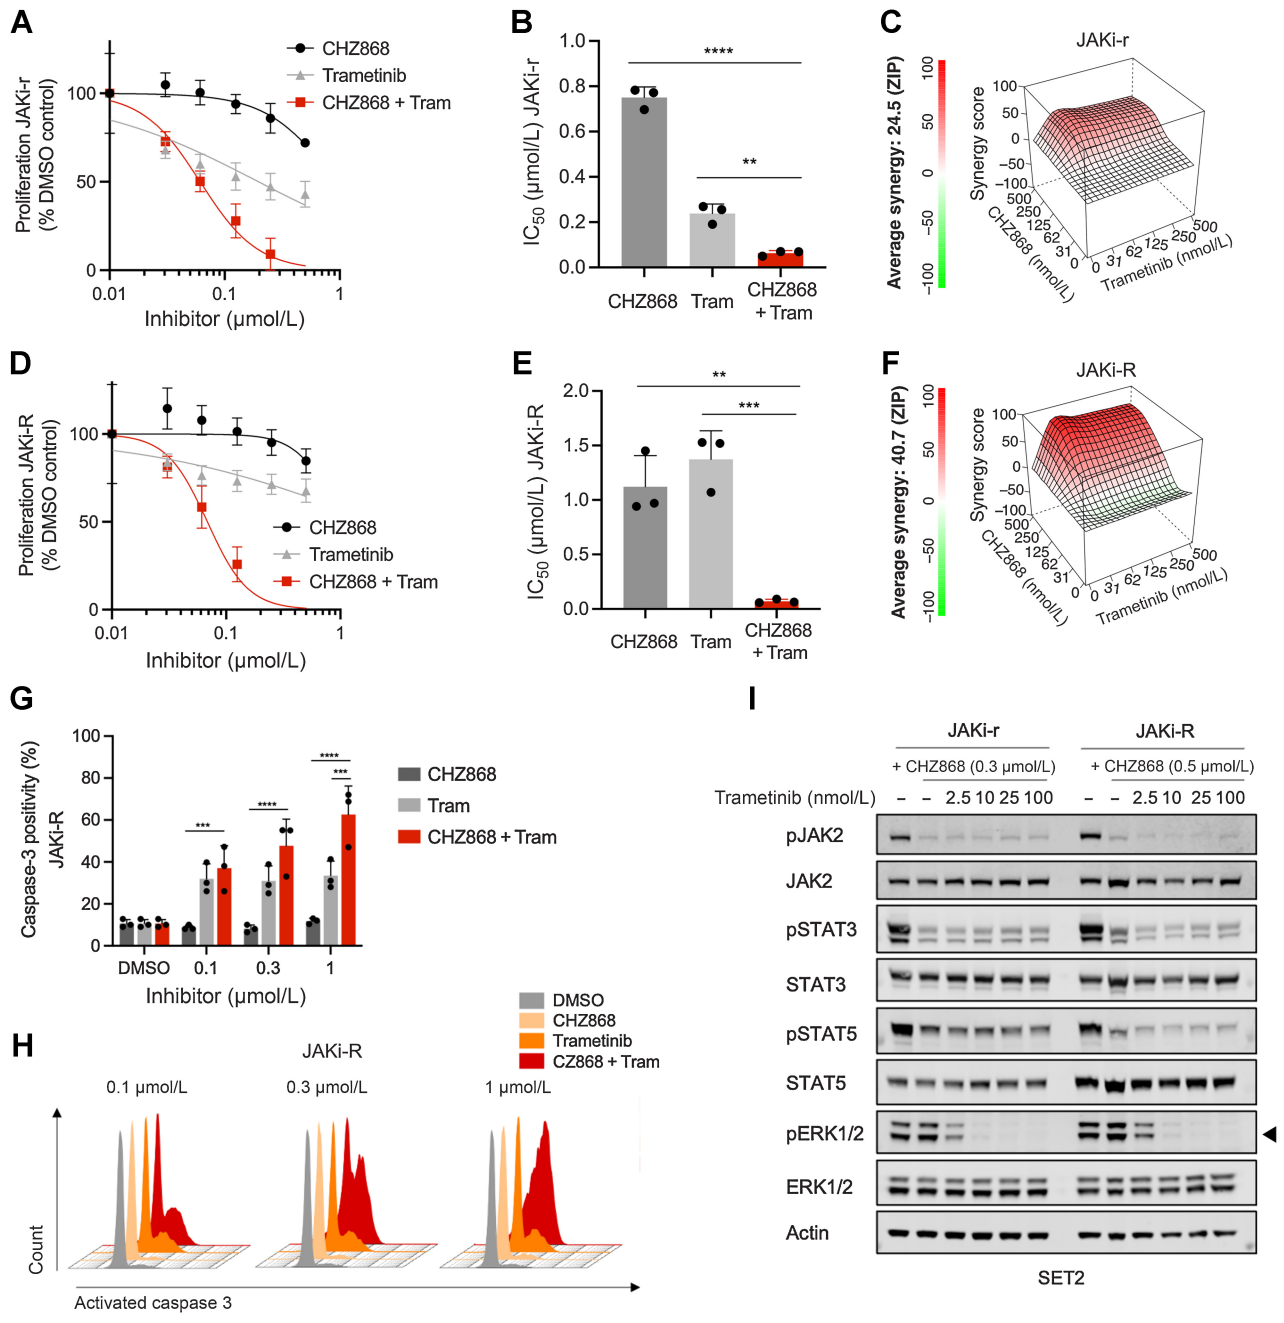 A
CHZ868
Trametinib
CHZ868 + Tram
Proliferation JAKi-r
(% DMSO control)
100
50
0
0.01
0.1
1
Inhibitor (µmol/L)
B
IC50 (µmol/L) JAKi-r
1.0
0.8
0.6
0.4
0.2
0.0
****
**
CHZ868
Tram
CHZ868
+ Tram
C
JAKi-r
Average synergy: 24.5 (ZIP)
100
50
0
−50
−100
Synergy score
100
50
0
−50
−100
500
250
125
62
31
0
CHZ868 (nmol/L)
0
31
62
125
250
500
Trametinib (nmol/L)
D
Proliferation JAKi-R
(% DMSO control)
100
50
0
CHZ868
Trametinib
CHZ868 + Tram
0.01
0.1
1
Inhibitor (µmol/L)
E
IC50 (µmol/L) JAKi-R
2.0
1.5
1.0
0.5
0.0
**
***
CHZ868
Tram
CHZ868
+ Tram
F
JAKi-R
Average synergy: 40.7 (ZIP)
100
50
0
−50
−100
Synergy score
100
50
0
−50
−100
500
250
125
62
31
0
CHZ868 (nmol/L)
0
31
62
125
250
500
Trametinib (nmol/L)
G
Caspase-3 positivity (%)
JAKi-R
100
80
60
40
20
0
***
****
****
***
CHZ868
Tram
CHZ868 + Tram
DMSO
0.1
0.3
1
Inhibitor (µmol/L)
H
DMSO
CHZ868
Trametinib
CZ868 + Tram
JAKi-R
0.1 µmol/L
0.3 µmol/L
1 µmol/L
Count
Activated caspase 3
I
JAKi-r
JAKi-R
+ CHZ868 (0.3 µmol/L)
+ CHZ868 (0.5 µmol/L)
Trametinib (nmol/L)
– – 2.5 10 25 100
– – 2.5 10 25 100
pJAK2
JAK2
pSTAT3
STAT3
pSTAT5
STAT5
pERK1/2
ERK1/2
Actin
SET2